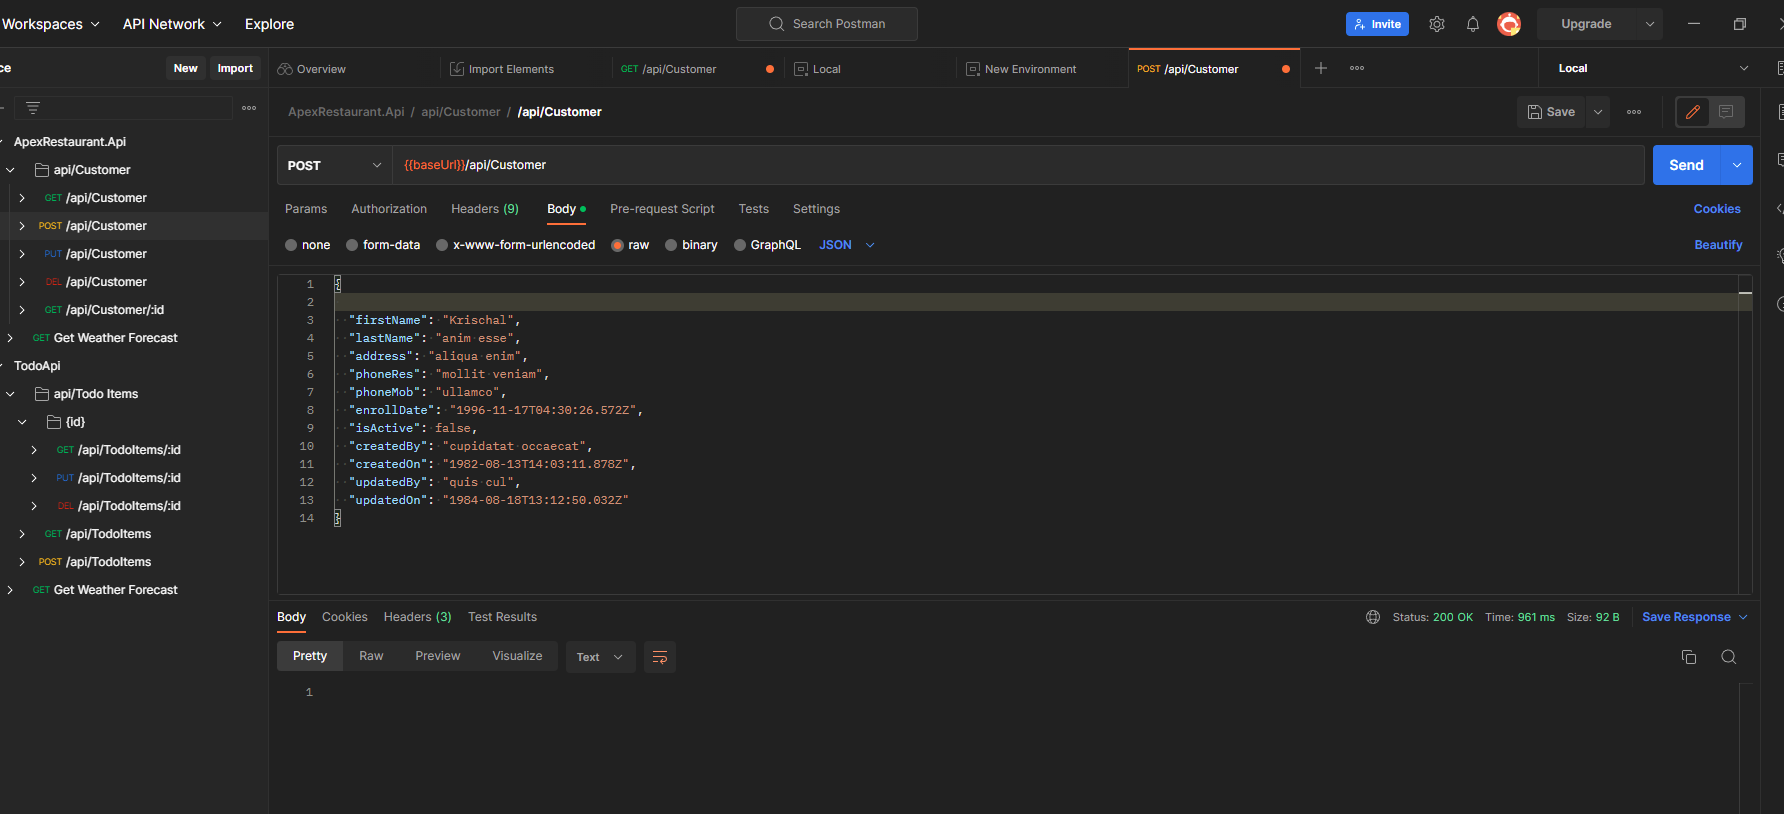 Workspaces API Network Explore Search Postman Invite Upgrade
ce New Import Overview Import Elements GET /api/Customer Local New Environment POST /api/Customer Local
ApexRestaurant.Api / api/Customer / /api/Customer Save
ApexRestaurant.Api
api/Customer
GET /api/Customer
POST /api/Customer
PUT /api/Customer
DEL /api/Customer
GET /api/Customer/:id
GET Get Weather Forecast
TodoApi
api/Todo Items
{id}
GET /api/TodoItems/:id
PUT /api/TodoItems/:id
DEL /api/TodoItems/:id
GET /api/TodoItems
POST /api/TodoItems
GET Get Weather Forecast
POST {{baseUrl}}/api/Customer Send
Params Authorization Headers (9) Body Pre-request Script Tests Settings Cookies
none form-data x-www-form-urlencoded raw binary GraphQL JSON Beautify
1 {
2
3 "firstName": "Krischal",
4 "lastName": "anim esse",
5 "address": "aliqua enim",
6 "phoneRes": "mollit veniam",
7 "phoneMob": "ullamco",
8 "enrollDate": "1996-11-17T04:30:26.572Z",
9 "isActive": false,
10 "createdBy": "cupidatat occaecat",
11 "createdOn": "1982-08-13T14:03:11.878Z",
12 "updatedBy": "quis cul",
13 "updatedOn": "1984-08-18T13:12:50.032Z"
14 }
Body Cookies Headers (3) Test Results Status: 200 OK Time: 961 ms Size: 92 B Save Response
Pretty Raw Preview Visualize Text
1